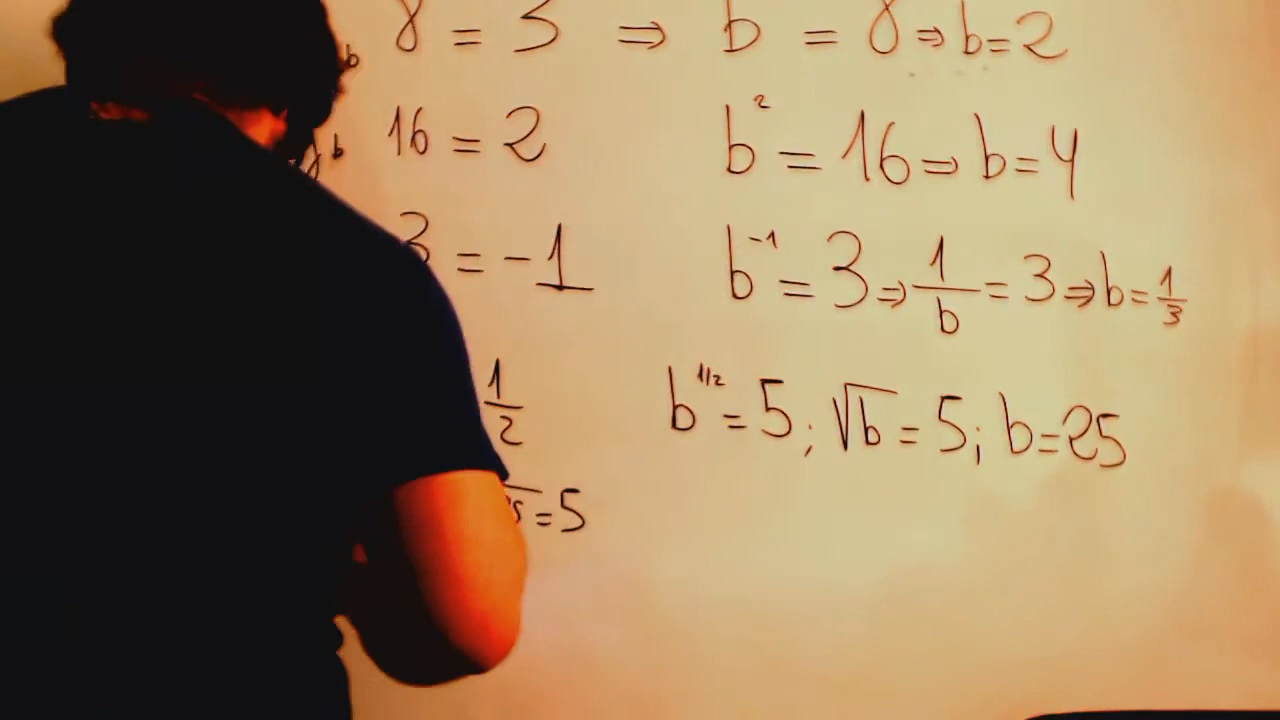 b 8 = 3 ⇒ b = 8 ⇒ b=2
g b 16 = 2 b² = 16 ⇒ b=4
3 = -1 b⁻¹ = 3 ⇒ 1/b = 3 ⇒ b = 1/3
1/2 b^1/2 = 5 ; √b = 5 ; b=25
5 = 5